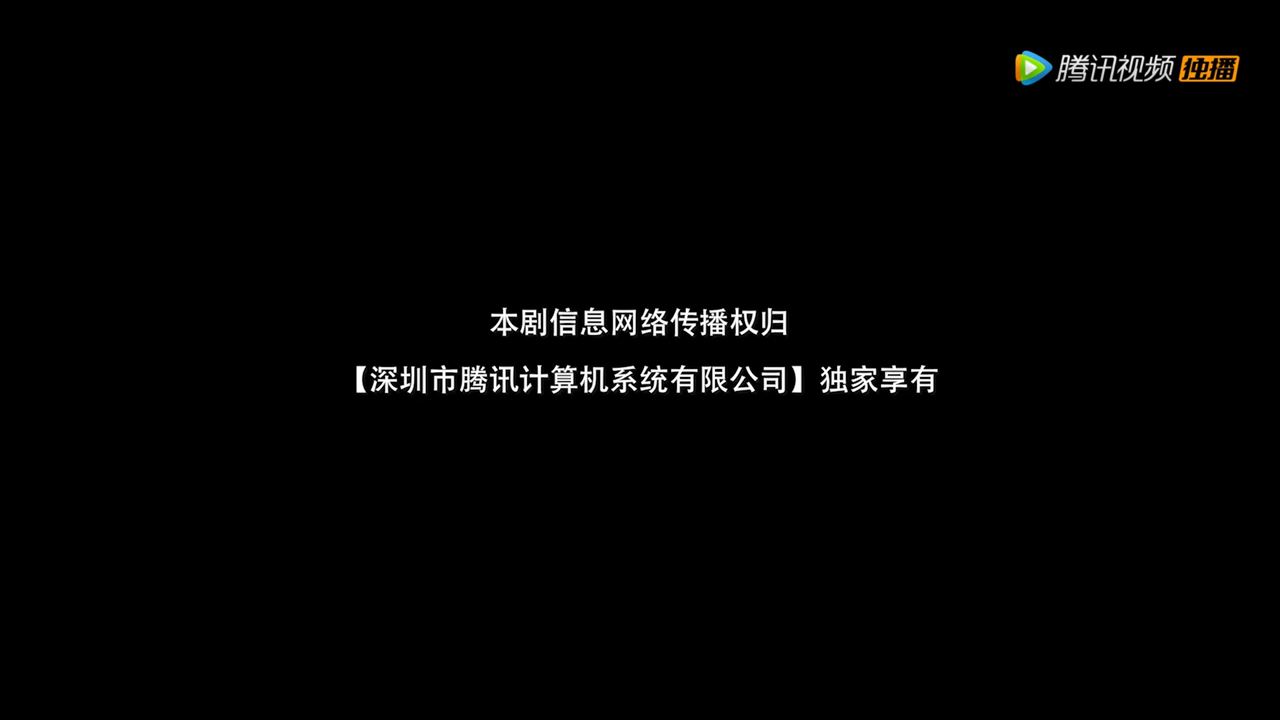 腾讯视频 独播
本剧信息网络传播权归
【深圳市腾讯计算机系统有限公司】独家享有